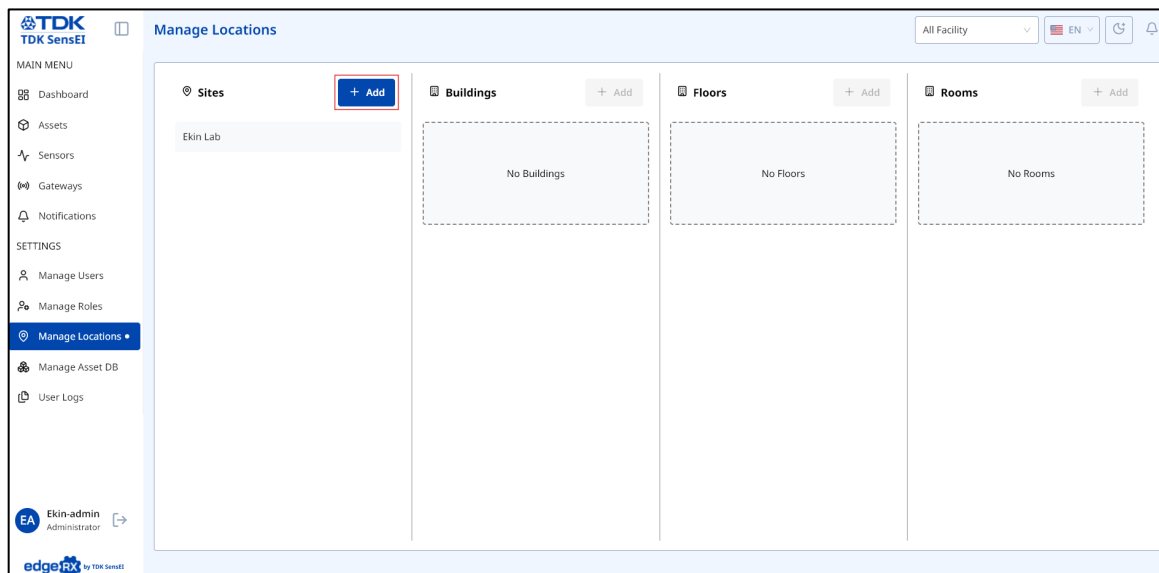 TDK
TDK SensEI
MAIN MENU
Dashboard
Assets
Sensors
Gateways
Notifications
SETTINGS
Manage Users
Manage Roles
Manage Locations
Manage Asset DB
User Logs
EA
Ekin-admin
Administrator
edgeRX by TDK SensEI
Manage Locations
All Facility
EN
Sites
+ Add
Ekin Lab
Buildings
+ Add
No Buildings
Floors
+ Add
No Floors
Rooms
+ Add
No Rooms